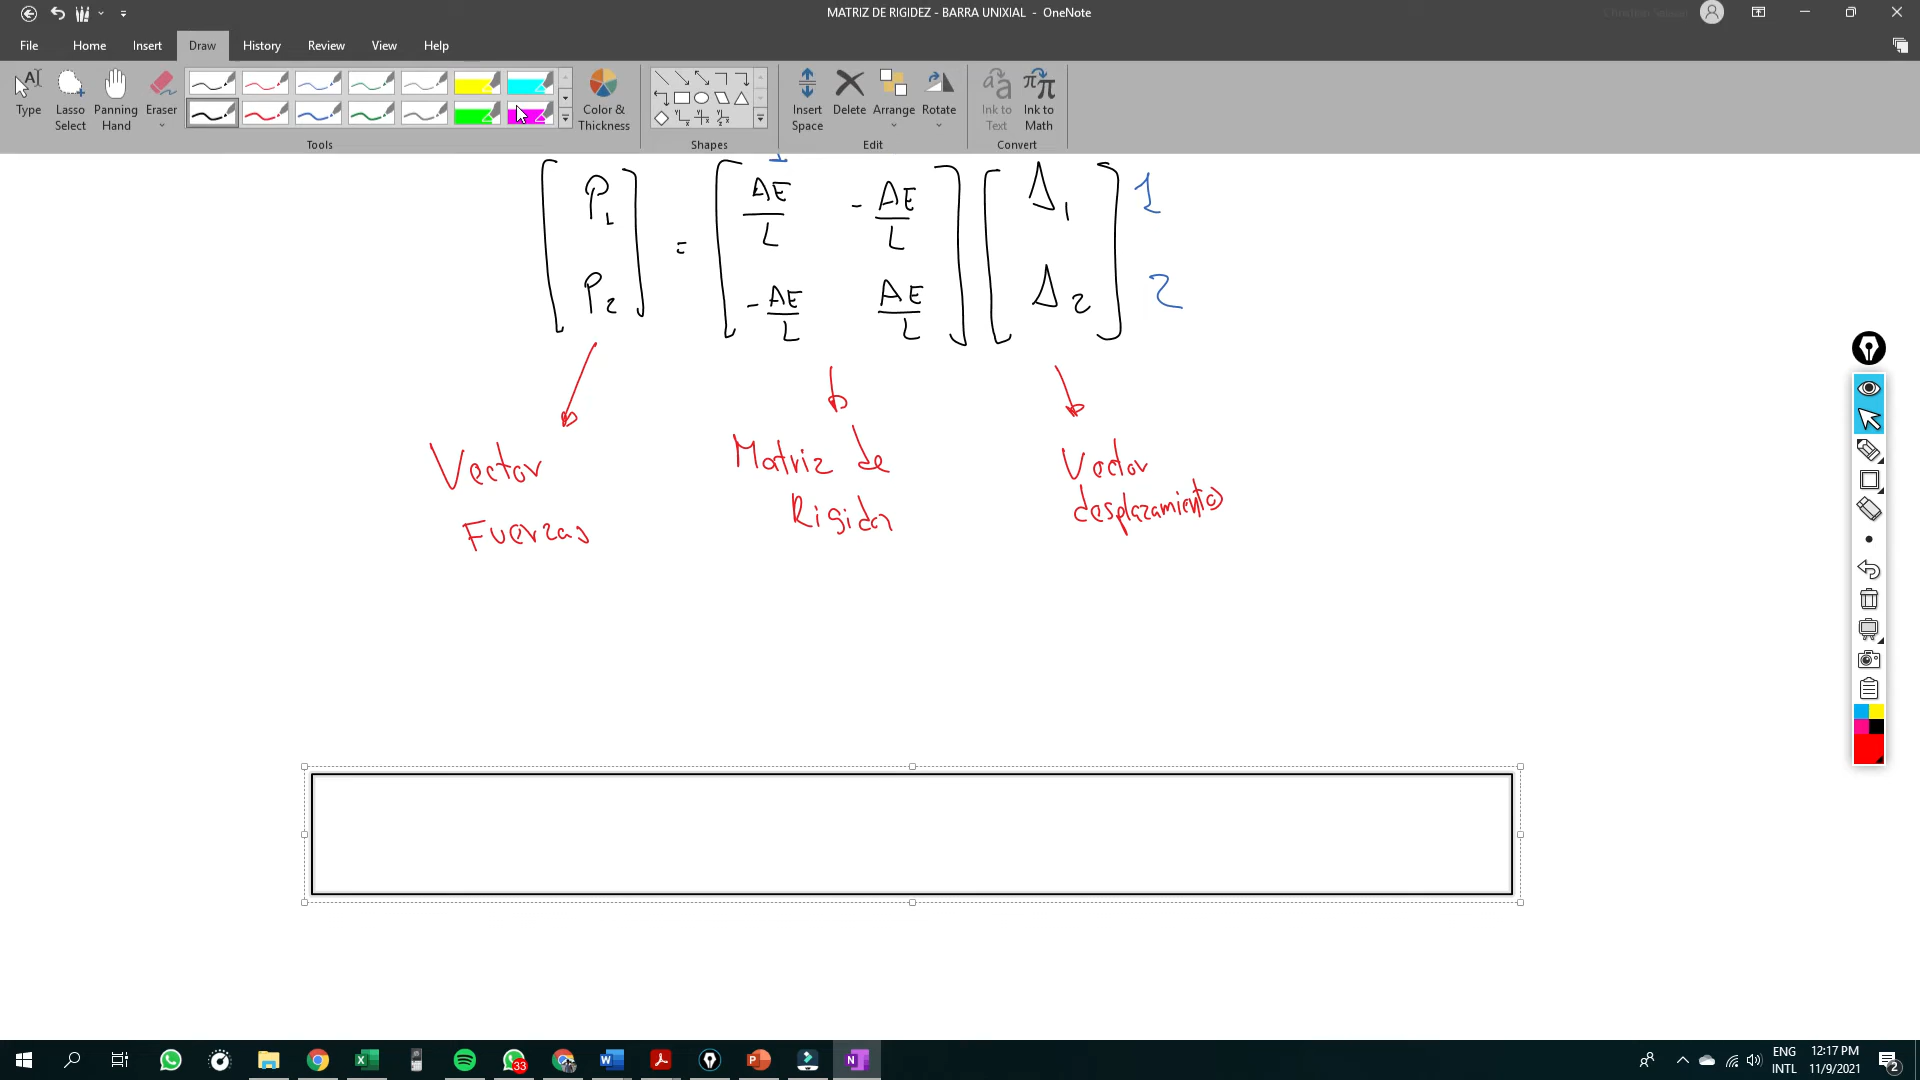 MATRIZ DE RIGIDEZ - BARRA UNIXIAL - OneNote
File Home Insert Draw History Review View Help
Type
Lasso Select
Panning Hand
Eraser
Color & Thickness
Insert Space
Delete
Arrange
Rotate
Ink to Text
Ink to Math
Tools
Shapes
Edit
Convert
P1 = AE/L - AE/L Δ1 1
P2 - AE/L AE/L Δ2 2
Vector Matriz de Vector
Fuerzas Rigidez desplazamiento
33
ENG
INTL
12:17 PM
11/9/2021
2